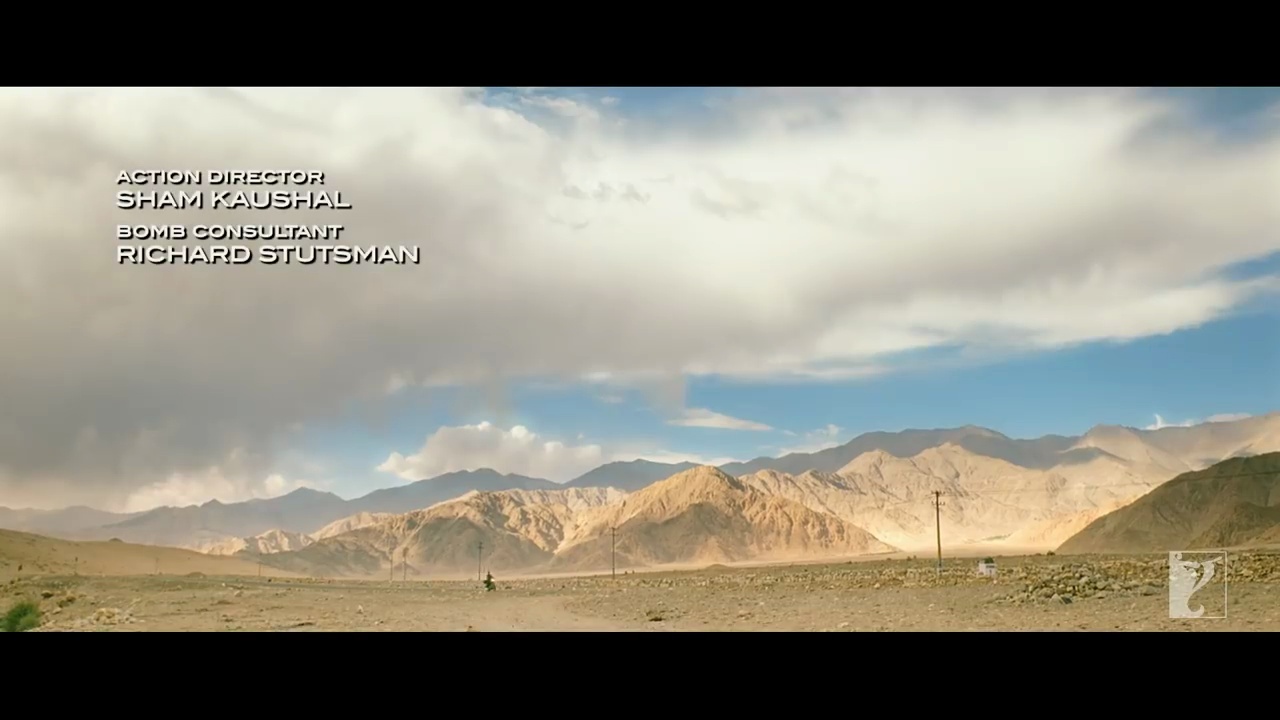 ACTION DIRECTOR
SHAM KAUSHAL
BOMB CONSULTANT
RICHARD STUTSMAN